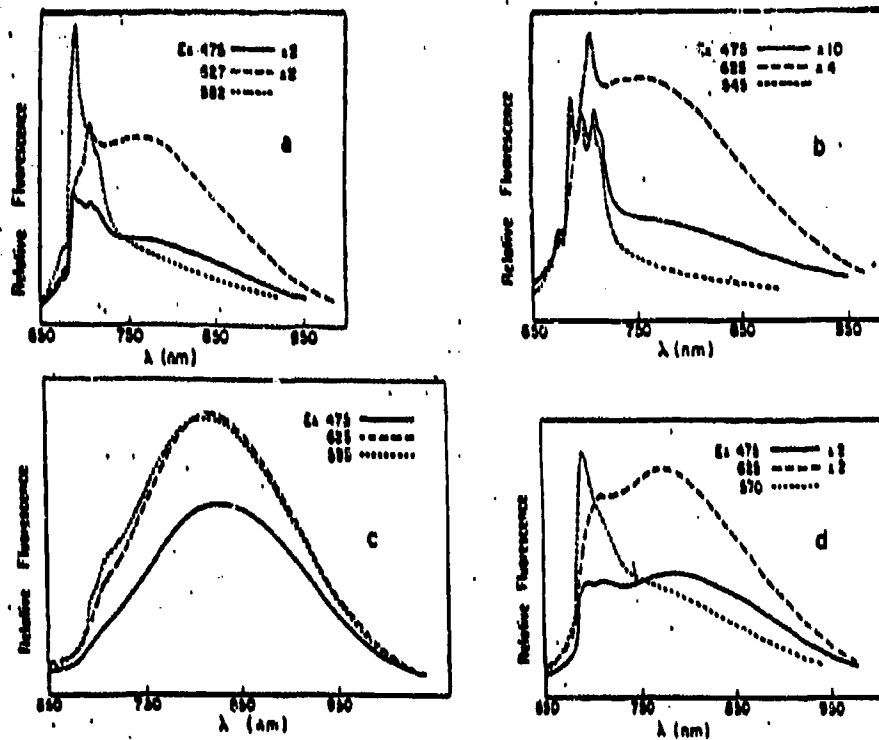 Ex 475 x2
627 x2
582
a
Relative Fluorescence
650 750 850 950
λ (nm)
Ex 475 x10
625 x4
545
b
Relative Fluorescence
650 750 850 950
λ (nm)
Ex 475
625
c
Relative Fluorescence
650 750 850 950
λ (nm)
Ex 475 x2
625 x2
570
d
Relative Fluorescence
650 750 850 950
λ (nm)